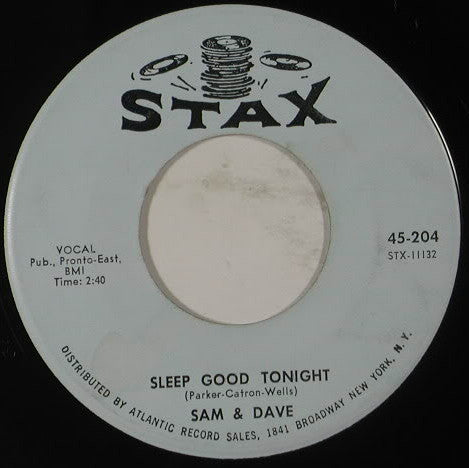 STAX
VOCAL
Pub., Pronto-East,
BMI
Time: 2:40
45-204
STX-11132
SLEEP GOOD TONIGHT
(Parker-Catron-Wells)
SAM & DAVE
DISTRIBUTED BY ATLANTIC RECORD SALES, 1841 BROADWAY NEW YORK, N. Y.